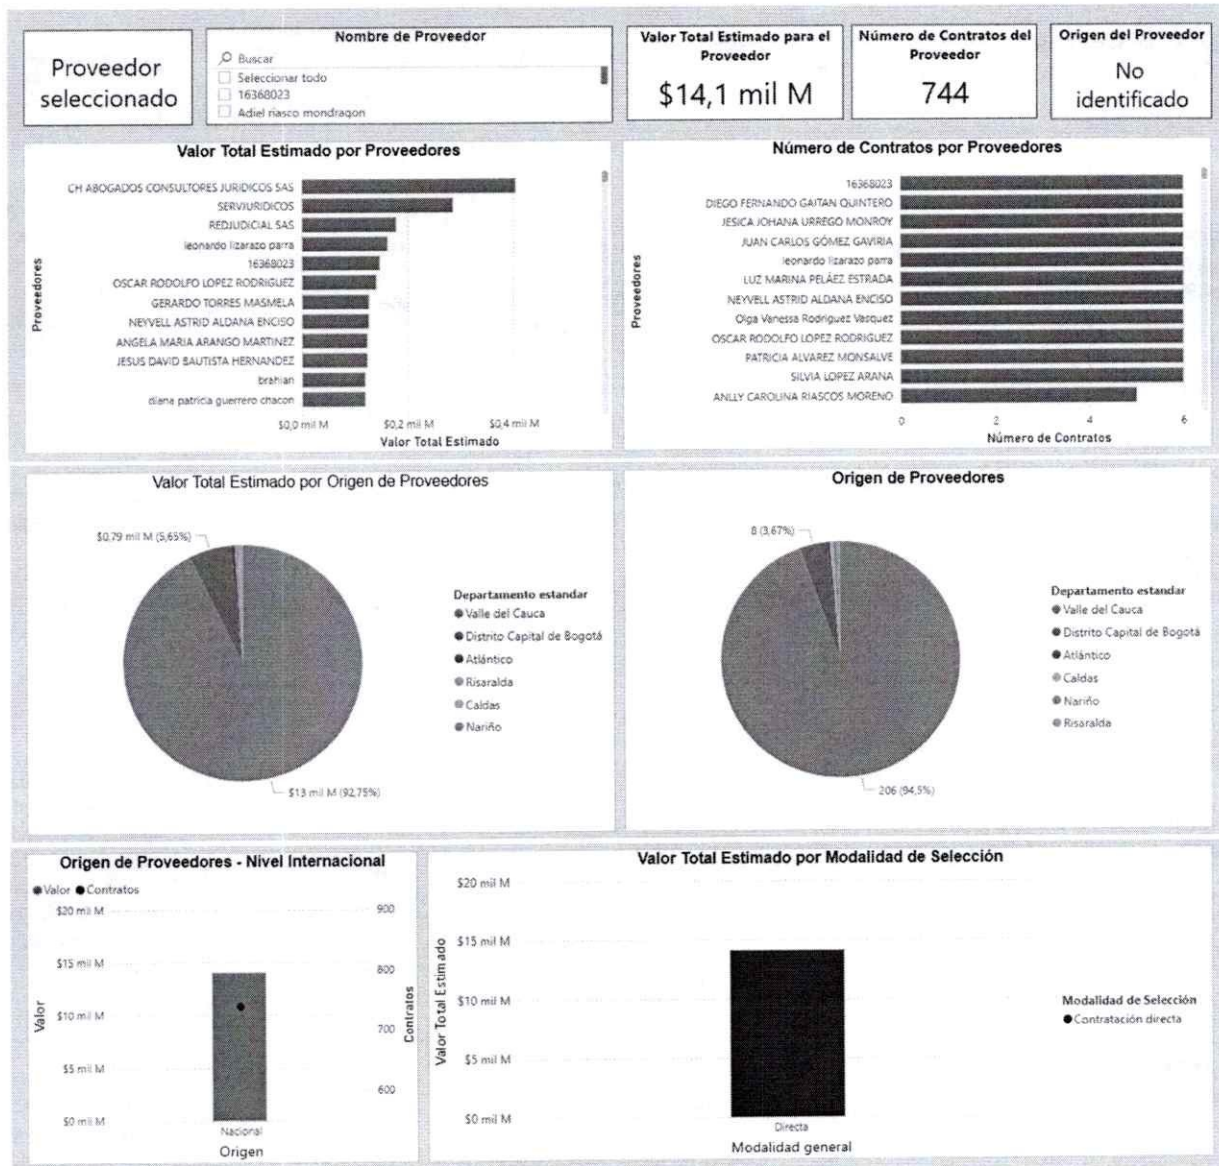 Proveedor
seleccionado
Nombre de Proveedor
Buscar
Seleccionar todo
16368023
Adiel riasco mondragon
Valor Total Estimado para el
Proveedor
$14,1 mil M
Número de Contratos del
Proveedor
744
Origen del Proveedor
No
identificado
Valor Total Estimado por Proveedores
Proveedores
CH ABOGADOS CONSULTORES JURIDICOS SAS
SERVIJURIDICOS
REDJUDICIAL SAS
leonardo lizarazo parra
16368023
OSCAR RODOLFO LOPEZ RODRIGUEZ
GERARDO TORRES MASMELA
NEYVELL ASTRID ALDANA ENCISO
ANGELA MARIA ARANGO MARTINEZ
JESUS DAVID BAUTISTA HERNANDEZ
brahian
diana patricia guerrero chacon
$0,0 mil M $0,2 mil M $0,4 mil M
Valor Total Estimado
Número de Contratos por Proveedores
Proveedores
16368023
DIEGO FERNANDO GAITAN QUINTERO
JESICA JOHANA URREGO MONROY
JUAN CARLOS GÓMEZ GAVIRIA
leonardo lizarazo parra
LUZ MARINA PELÁEZ ESTRADA
NEYVELL ASTRID ALDANA ENCISO
Olga Vanessa Rodriguez Vasquez
OSCAR RODOLFO LOPEZ RODRIGUEZ
PATRICIA ALVAREZ MONSALVE
SILVIA LOPEZ ARANA
ANLLY CAROLINA RIASCOS MORENO
0 2 4 6
Número de Contratos
Valor Total Estimado por Origen de Proveedores
$0,79 mil M (5,65%)
$13 mil M (92,75%)
Departamento estandar
Valle del Cauca
Distrito Capital de Bogotá
Atlántico
Risaralda
Caldas
Nariño
Origen de Proveedores
8 (3,67%)
206 (94,5%)
Departamento estandar
Valle del Cauca
Distrito Capital de Bogotá
Atlántico
Caldas
Nariño
Risaralda
Origen de Proveedores - Nivel Internacional
Valor Contratos
$20 mil M 900
$15 mil M 800
$10 mil M 700
$5 mil M 600
$0 mil M
Valor
Contratos
Nacional
Origen
Valor Total Estimado por Modalidad de Selección
Valor Total Estimado
$20 mil M
$15 mil M
$10 mil M
$5 mil M
$0 mil M
Directa
Modalidad general
Modalidad de Selección
Contratación directa